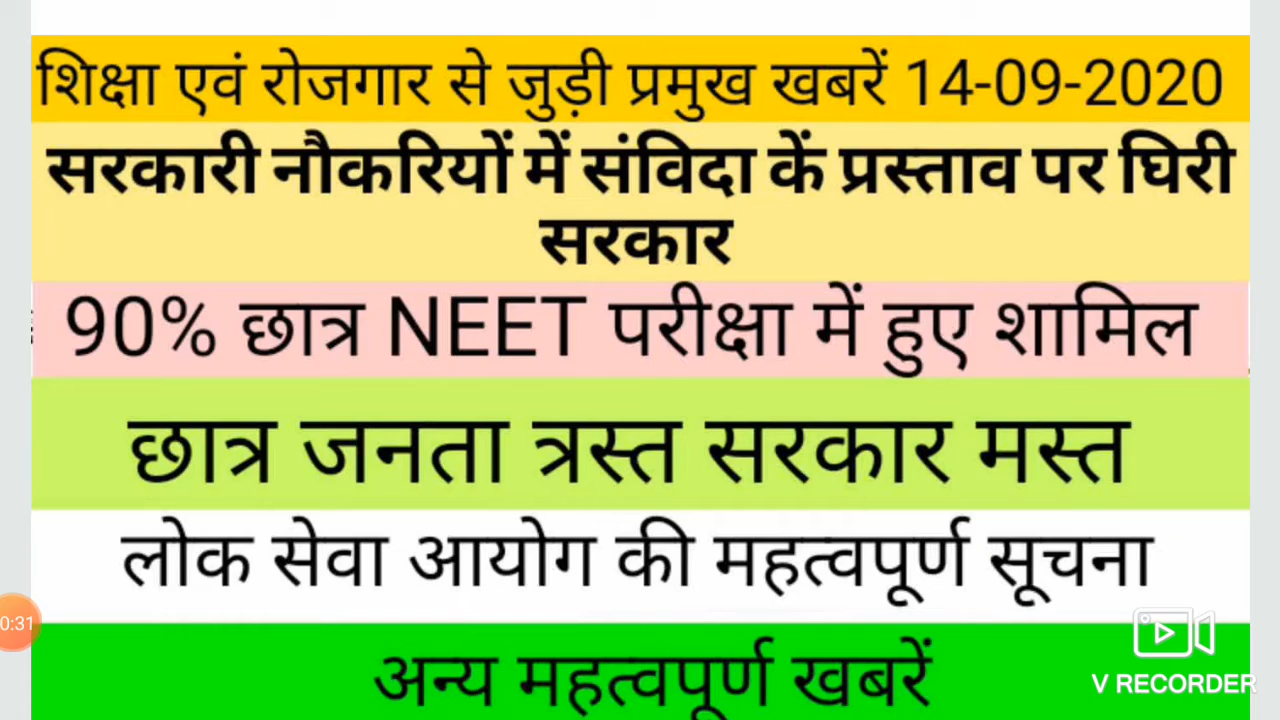 शिक्षा एवं रोजगार से जुड़ी प्रमुख खबरें 14-09-2020
सरकारी नौकरियों में संविदा कें प्रस्ताव पर घिरी
सरकार
90% छात्र NEET परीक्षा में हुए शामिल
छात्र जनता त्रस्त सरकार मस्त
लोक सेवा आयोग की महत्वपूर्ण सूचना
0:31
अन्य महत्वपूर्ण खबरें
V RECORDER